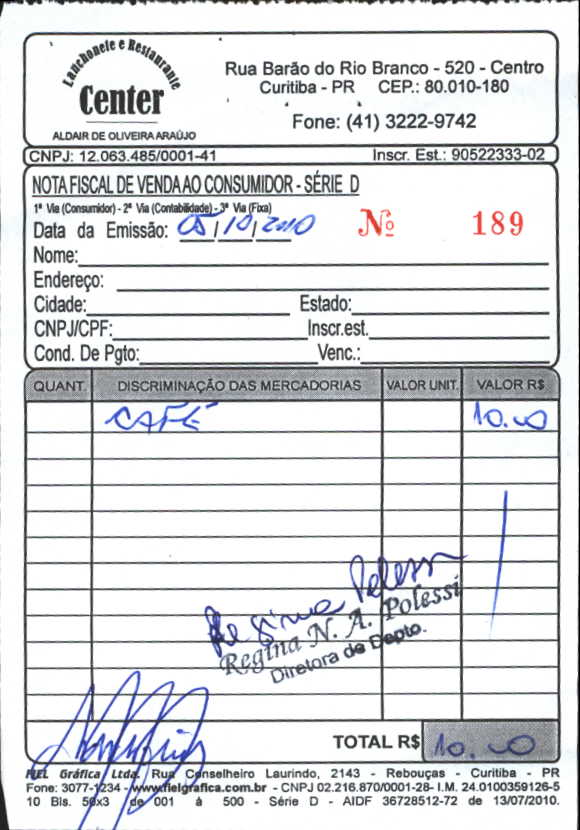 Lanchonete e Restaurante
Center
ALDAIR DE OLIVEIRA ARAÚJO
Rua Barão do Rio Branco - 520 - Centro
Curitiba - PR CEP.: 80.010-180
Fone: (41) 3222-9742
CNPJ: 12.063.485/0001-41 Inscr. Est.: 90522333-02
NOTA FISCAL DE VENDA AO CONSUMIDOR - SÉRIE D
1ª Via (Consumidor) - 2ª Via (Contabilidade) - 3ª Via (Fixa)
Data da Emissão: 05/10/2010 Nº 189
Nome:
Endereço:
Cidade: Estado:
CNPJ/CPF: Inscr.est.
Cond. De Pgto: Venc.:
QUANT. DISCRIMINAÇÃO DAS MERCADORIAS VALOR UNIT. VALOR R$
CAFÉ 10.00
Regina Polessi
Regina N. A. Polessi
Diretora de Depto.
TOTAL R$ 10.00
FIEL Gráfica Ltda. Rua Conselheiro Laurindo, 2143 - Rebouças - Curitiba - PR
Fone: 3077-1234 - www.fielgrafica.com.br - CNPJ 02.216.870/0001-28- I.M. 24.0100359126-5
10 Bls. 50x3 de 001 à 500 - Série D - AIDF 36728512-72 de 13/07/2010.